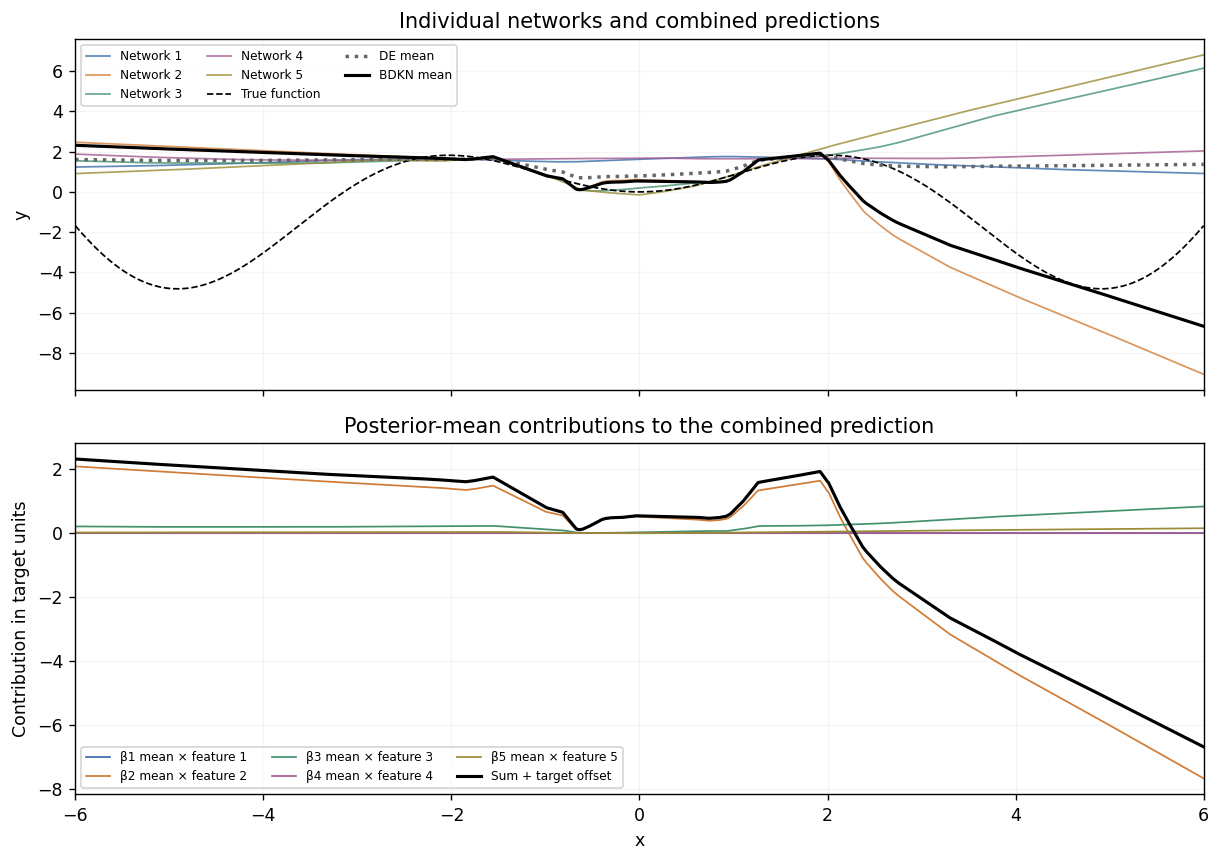 Individual networks and combined predictions
Network 1
Network 2
Network 3
Network 4
Network 5
True function
DE mean
BDKN mean
6
4
2
0
−2
−4
−6
−8
y
Posterior-mean contributions to the combined prediction
2
0
−2
−4
−6
−8
Contribution in target units
β1 mean × feature 1
β2 mean × feature 2
β3 mean × feature 3
β4 mean × feature 4
β5 mean × feature 5
Sum + target offset
−6
−4
−2
0
2
4
6
x